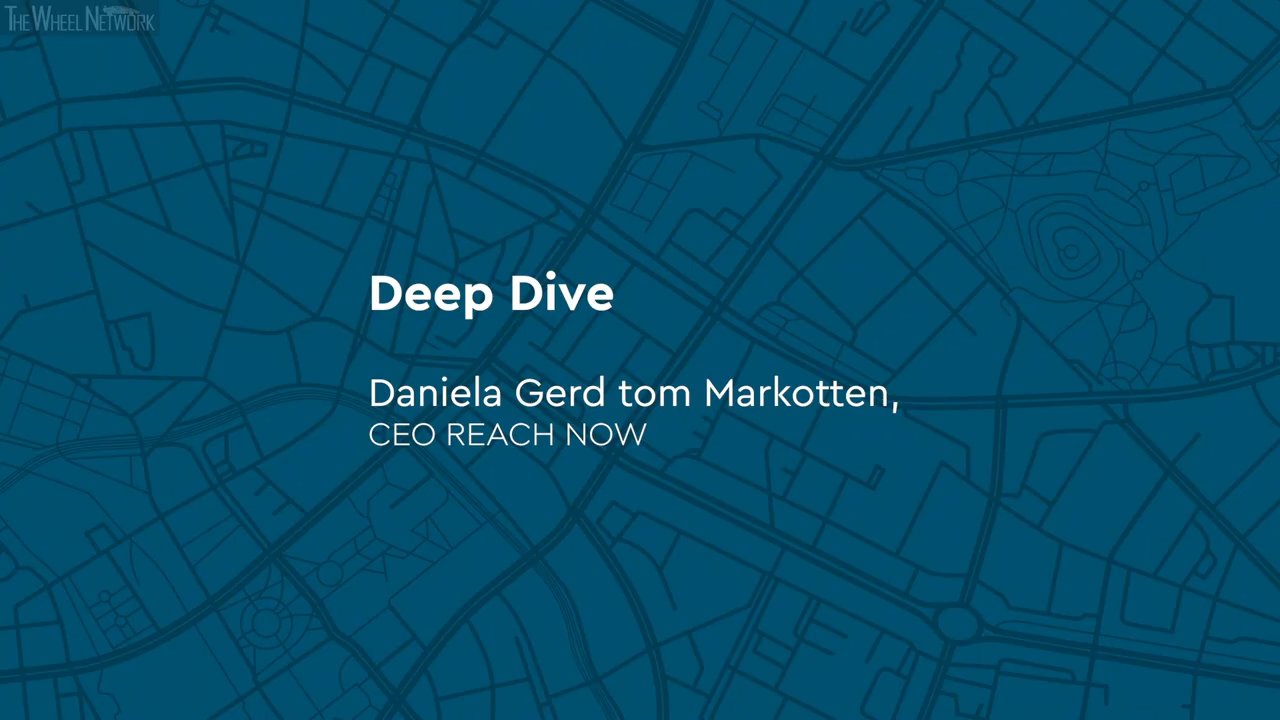 THE WHEEL NETWORK
Deep Dive
Daniela Gerd tom Markotten,
CEO REACH NOW